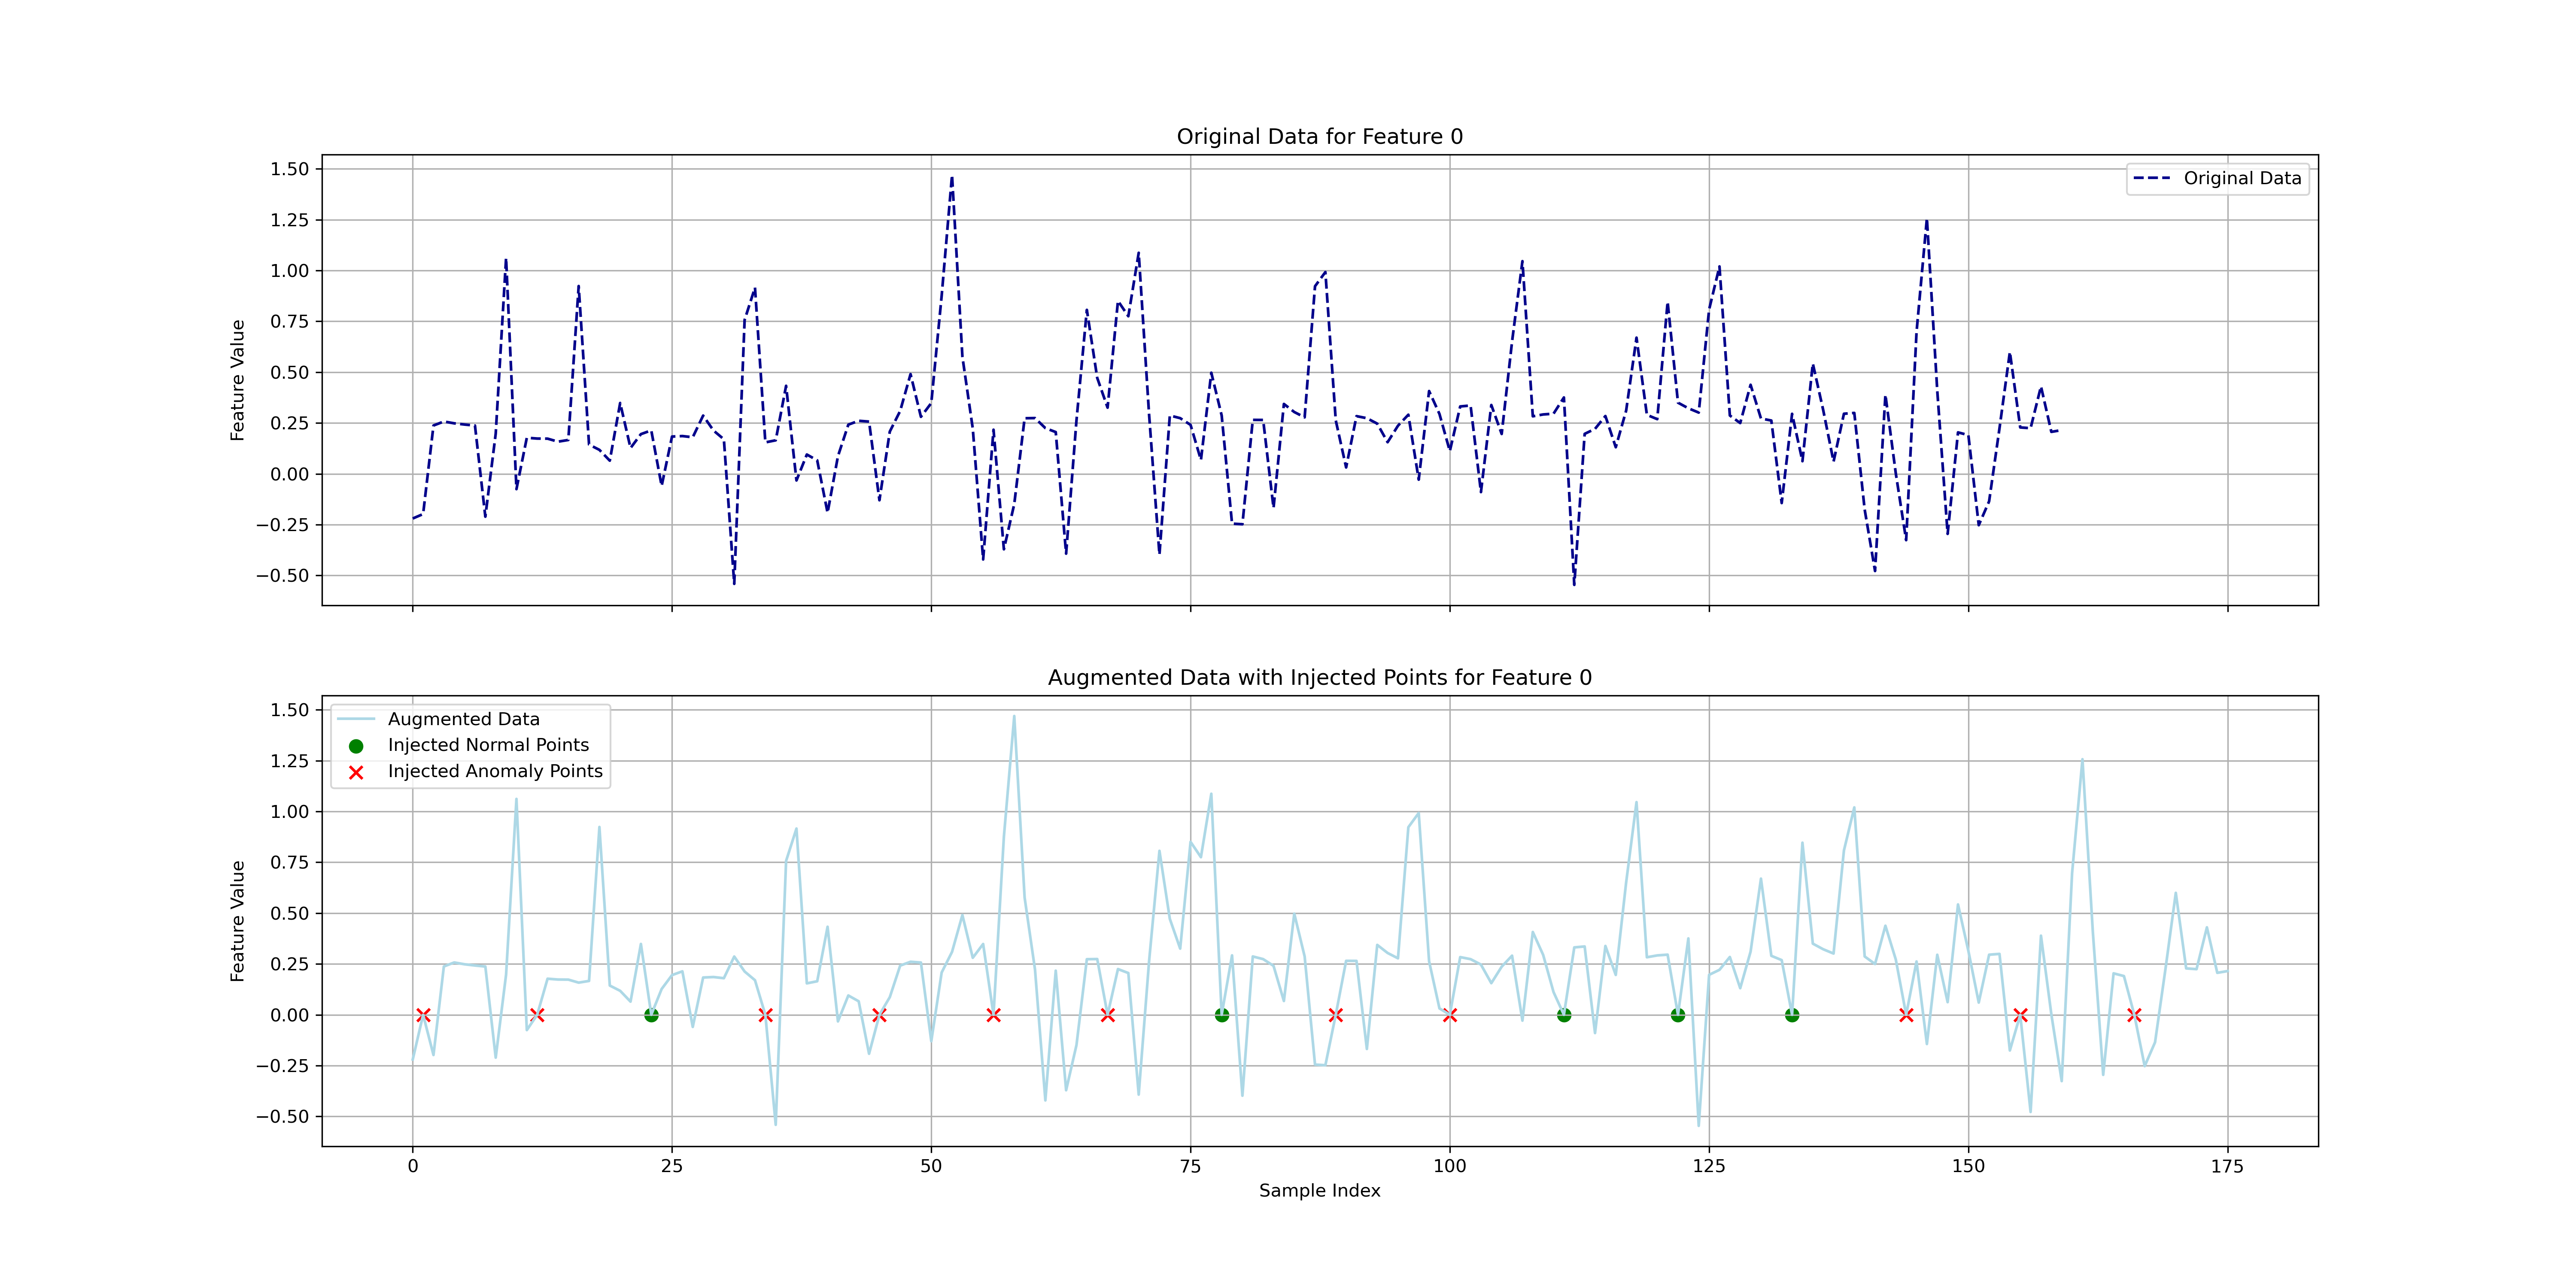 Original Data for Feature 0
1.50
1.25
1.00
0.75
0.50
0.25
0.00
−0.25
−0.50
Feature Value
Original Data
Augmented Data with Injected Points for Feature 0
1.50
1.25
1.00
0.75
0.50
0.25
0.00
−0.25
−0.50
Feature Value
Augmented Data
Injected Normal Points
Injected Anomaly Points
0 25 50 75 100 125 150 175
Sample Index